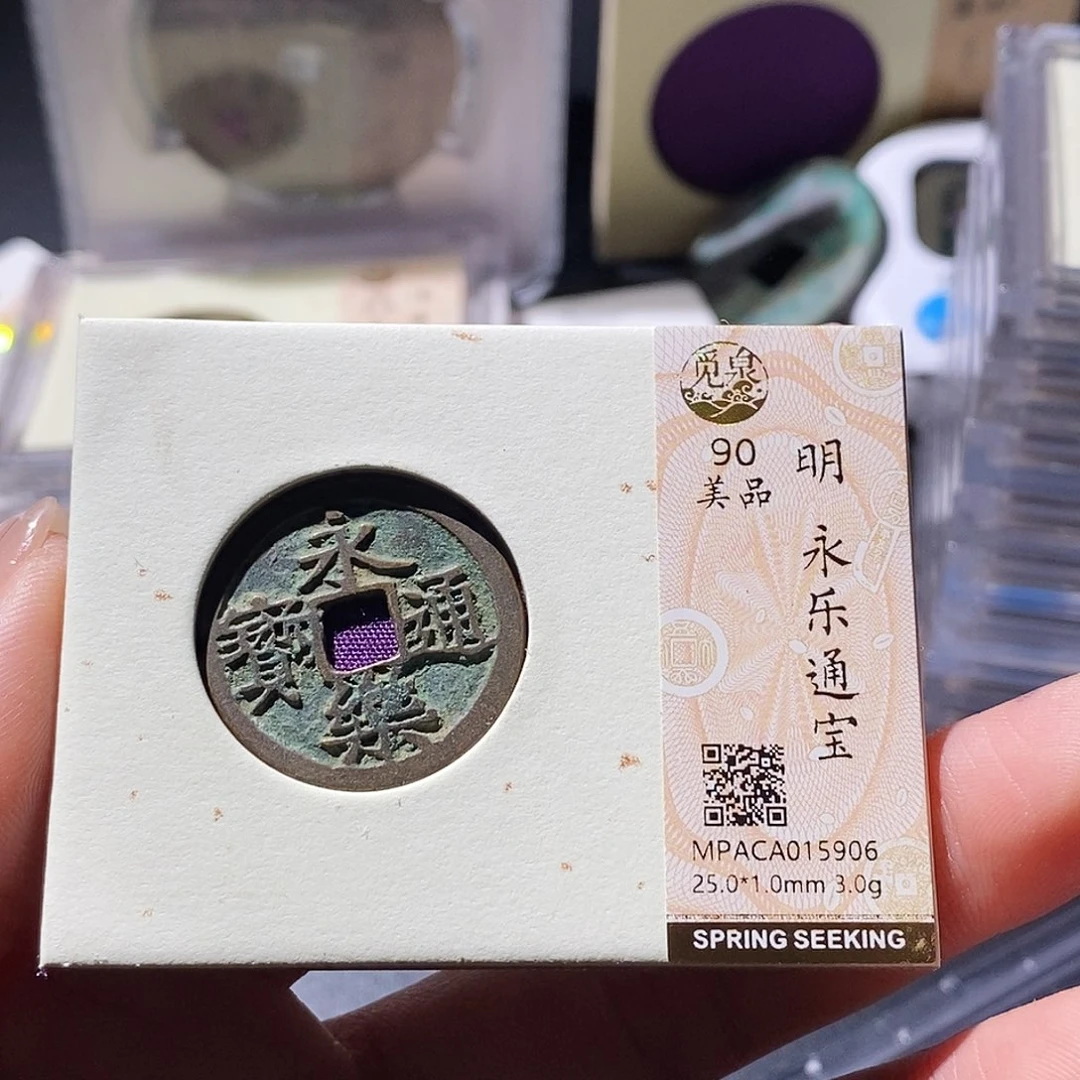 永樂通寶
觅泉
90
美品
明
永乐通宝
MPACA015906
25.0*1.0mm 3.0g
SPRING SEEKING